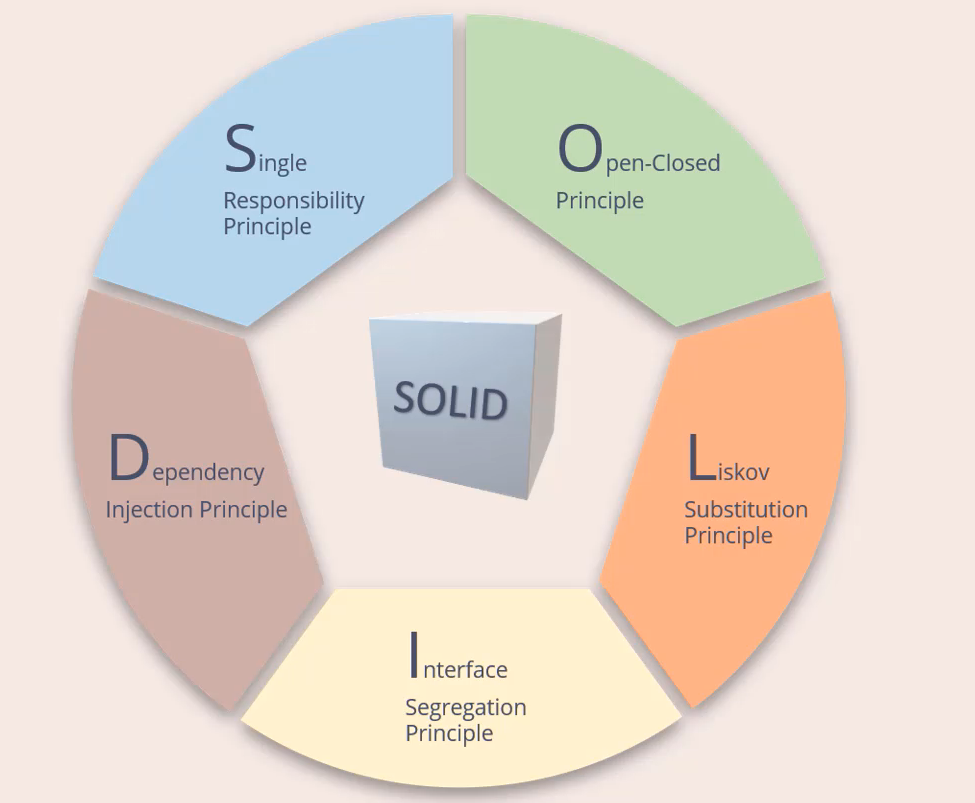 Single
Responsibility
Principle
Open-Closed
Principle
SOLID
Dependency
Injection Principle
Liskov
Substitution
Principle
Interface
Segregation
Principle